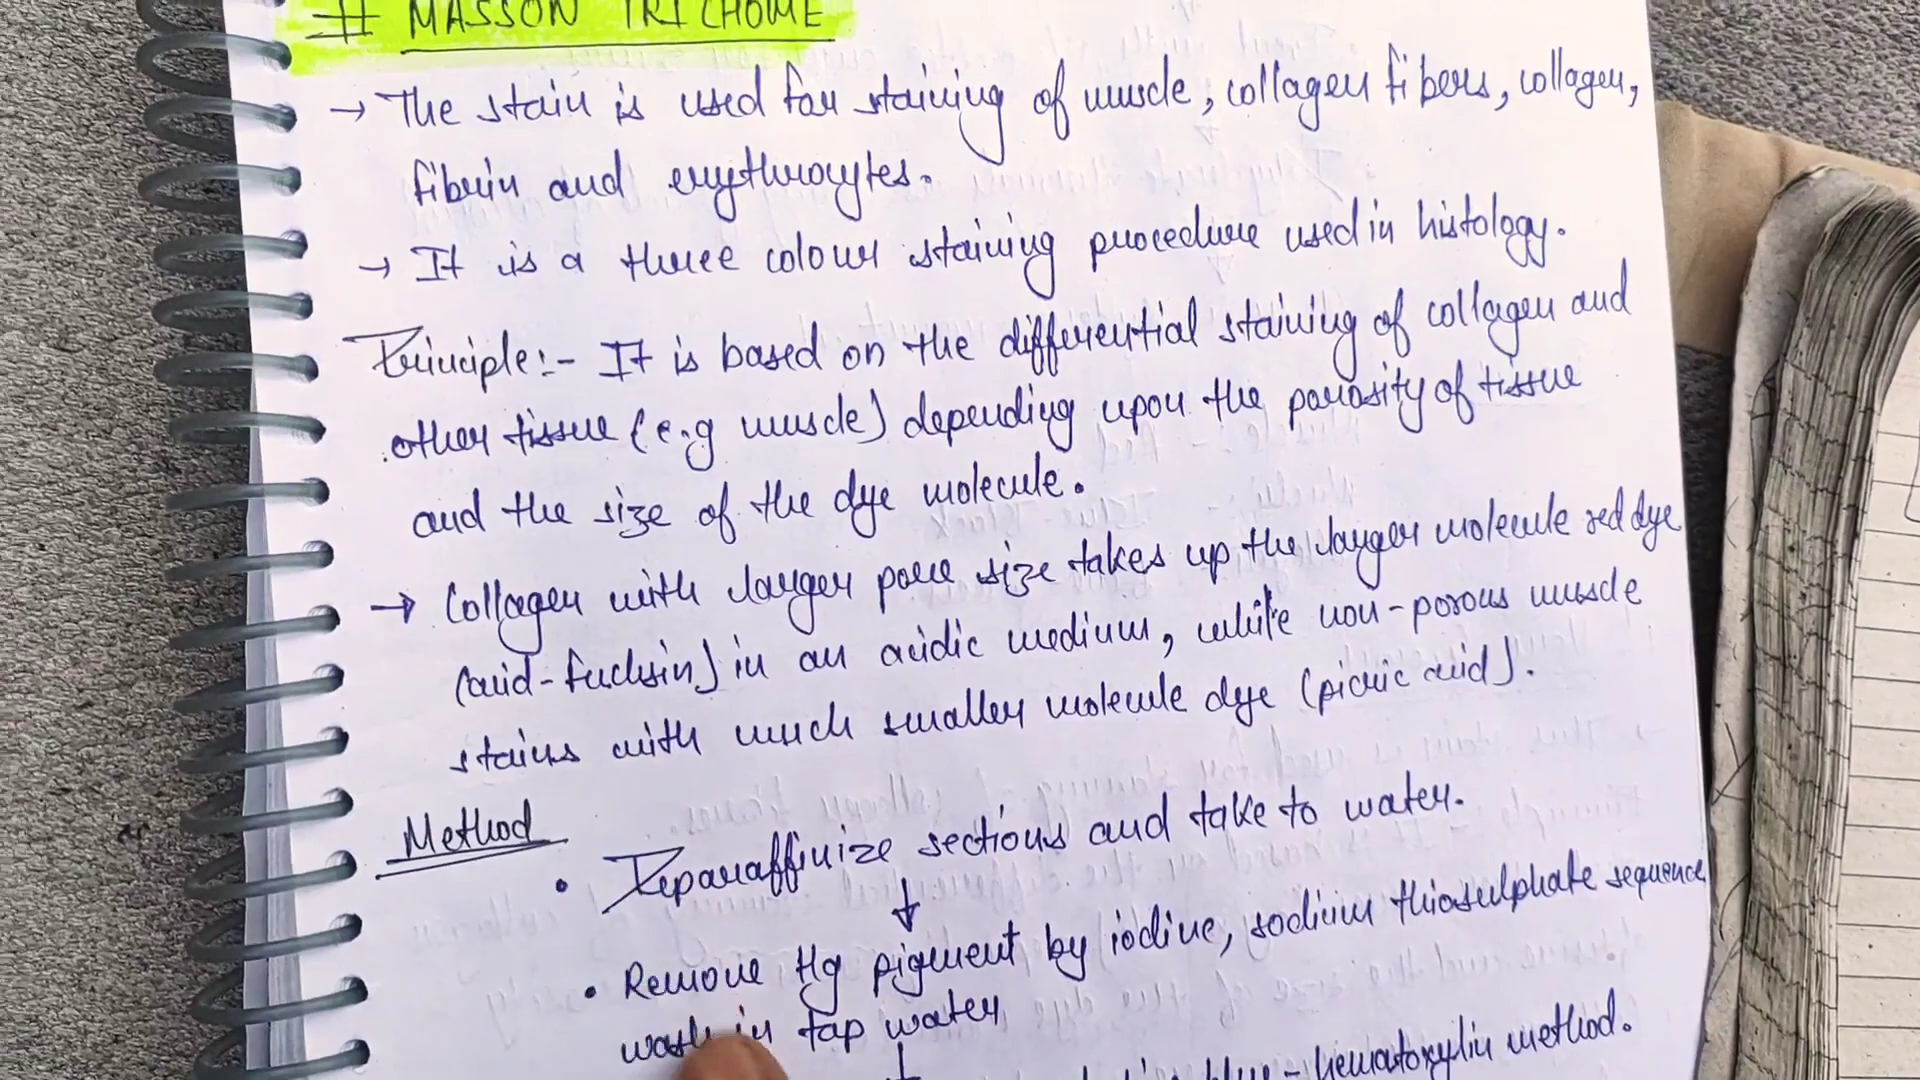 # MASSON TRICHOME
→ The stain is used for staining of muscle, collagen fibers, collagen,
fibrin and erythrocytes.
→ It is a three colour staining procedure used in histology.
Principle:- It is based on the differential staining of collagen and
other tissue (e.g muscle) depending upon the porosity of tissue
and the size of the dye molecule.
→ Collagen with larger pore size takes up the larger molecule red dye
(acid-fuchsin) in an acidic medium, while non-porous muscle
stains with much smaller molecule dye (picric acid).
Method
• Deparaffinize sections and take to water.
↓
• Remove Hg pigment by iodine, sodium thiosulphate sequence
wash in tap water
↓
blue-hematoxylin method.